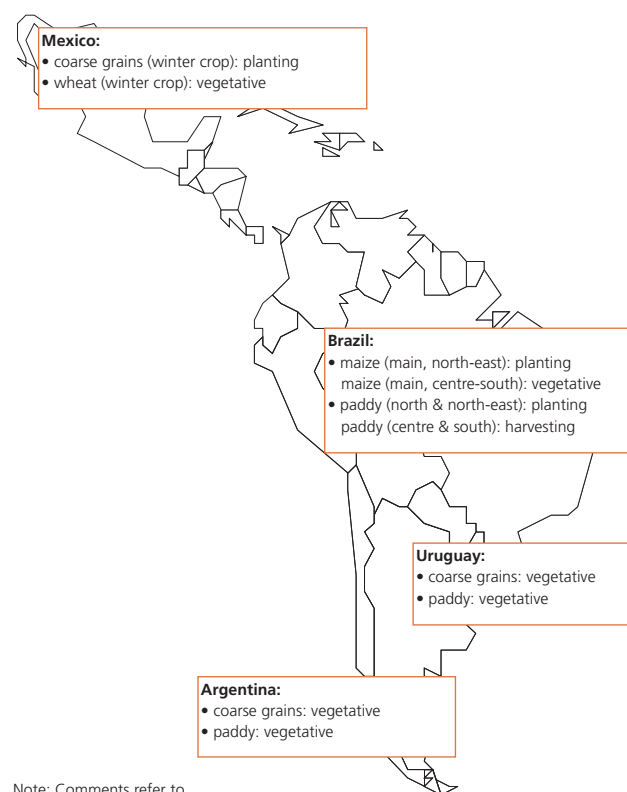 Mexico:
• coarse grains (winter crop): planting
• wheat (winter crop): vegetative
Brazil:
• maize (main, north-east): planting
maize (main, centre-south): vegetative
• paddy (north & north-east): planting
paddy (centre & south): harvesting
Uruguay:
• coarse grains: vegetative
• paddy: vegetative
Argentina:
• coarse grains: vegetative
• paddy: vegetative
Note: Comments refer to